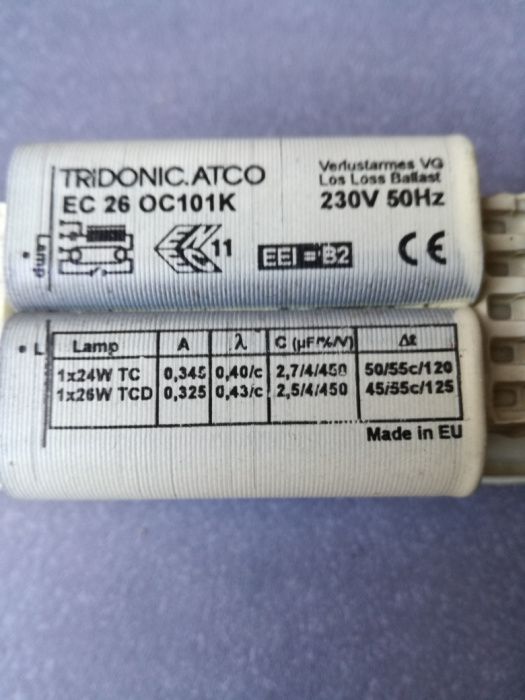 TRIDONIC.ATCO
EC 26 OC101K
Verlustarmes VG
Los Loss Ballast
230V 50Hz
Lamp
11
EEI = B2
CE
L
Lamp A λ C (µF/%/V) Δt
1x24W TC 0,345 0,40/c 2,7/4/450 50/55c/120
1x26W TCD 0,325 0,43/c 2,5/4/450 45/55c/125
Made in EU